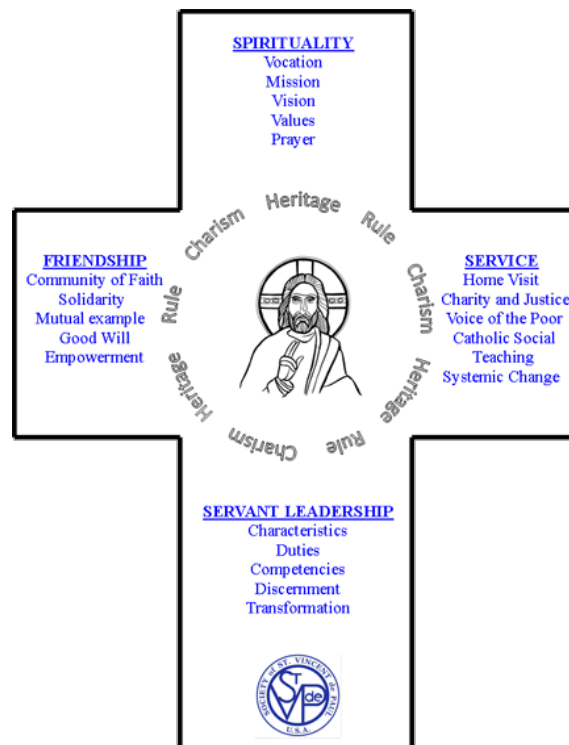 SPIRITUALITY
Vocation
Mission
Vision
Values
Prayer
Charism Heritage Rule Charism Heritage Rule Charism Heritage Rule
FRIENDSHIP
Community of Faith
Solidarity
Mutual example
Good Will
Empowerment
SERVICE
Home Visit
Charity and Justice
Voice of the Poor
Catholic Social
Teaching
Systemic Change
SERVANT LEADERSHIP
Characteristics
Duties
Competencies
Discernment
Transformation
SOCIETY of ST. VINCENT de PAUL
ST
SVdeP
U.S.A.